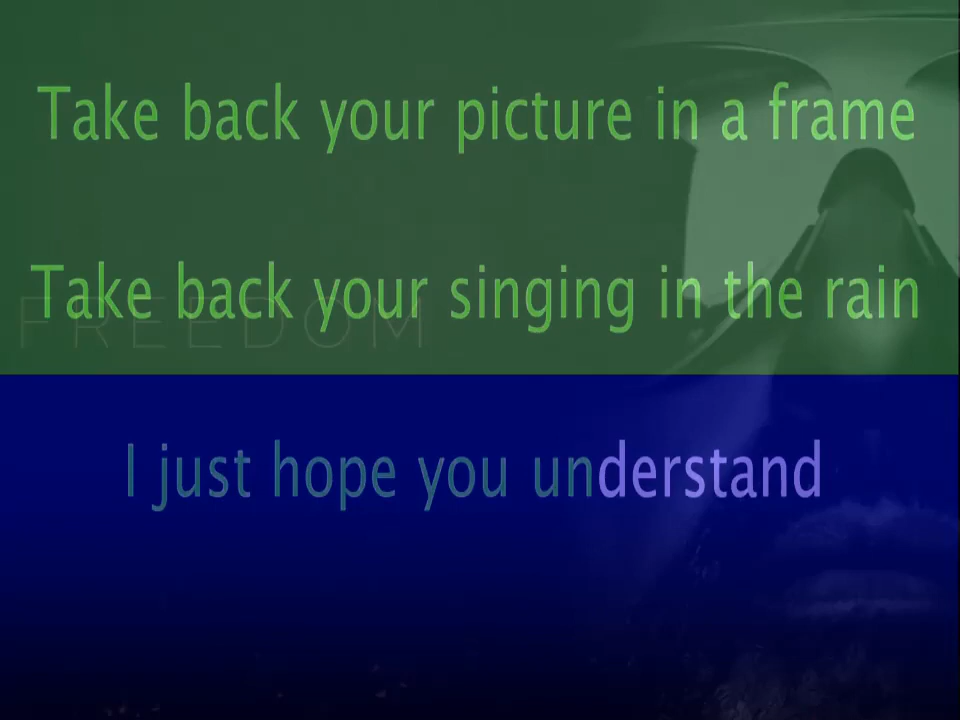 Take back your picture in a frame
Take back your singing in the rain
FREEDOM
I just hope you understand